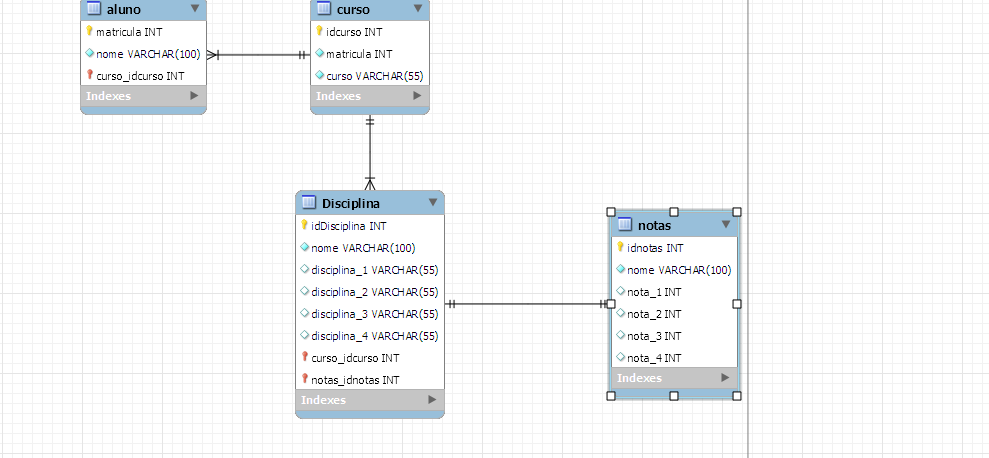 aluno
matricula INT
nome VARCHAR(100)
curso_idcurso INT
Indexes
curso
idcurso INT
matricula INT
curso VARCHAR(55)
Indexes
Disciplina
idDisciplina INT
nome VARCHAR(100)
disciplina_1 VARCHAR(55)
disciplina_2 VARCHAR(55)
disciplina_3 VARCHAR(55)
disciplina_4 VARCHAR(55)
curso_idcurso INT
notas_idnotas INT
Indexes
notas
idnotas INT
nome VARCHAR(100)
nota_1 INT
nota_2 INT
nota_3 INT
nota_4 INT
Indexes